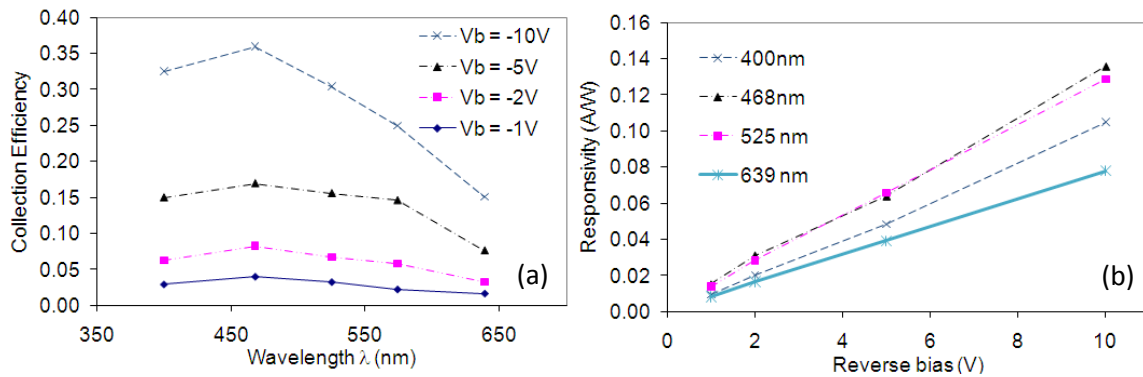 0.40
0.35
0.30
0.25
0.20
0.15
0.10
0.05
0.00
Collection Efficiency
350
450
550
650
Wavelength λ (nm)
Vb = -10V
Vb = -5V
Vb = -2V
Vb = -1V
(a)
0.16
0.14
0.12
0.10
0.08
0.06
0.04
0.02
0.00
Responsivity (A/W)
0
2
4
6
8
10
Reverse bias (V)
400nm
468nm
525 nm
639 nm
(b)